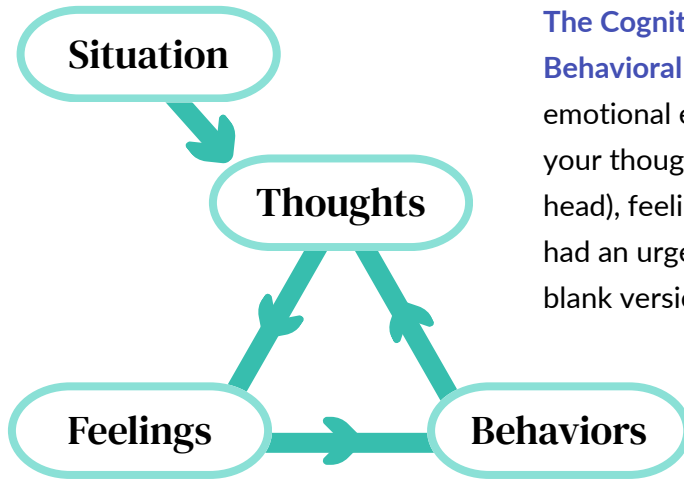 Situation
Thoughts
Feelings
Behaviors
The Cognit
Behavioral
emotional e
your thoug
head), feeli
had an urge
blank versi